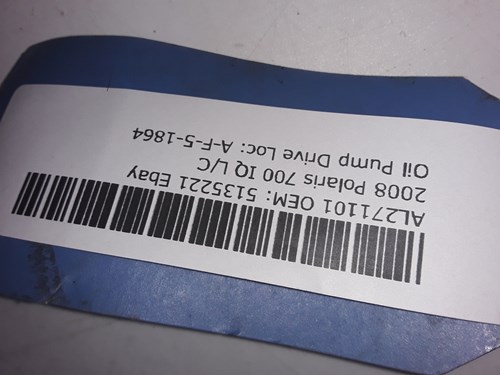 AL271101 OEM: 5135221 Ebay
2008 Polaris 700 IQ L/C
Oil Pump Drive Loc: A-F-5-1864